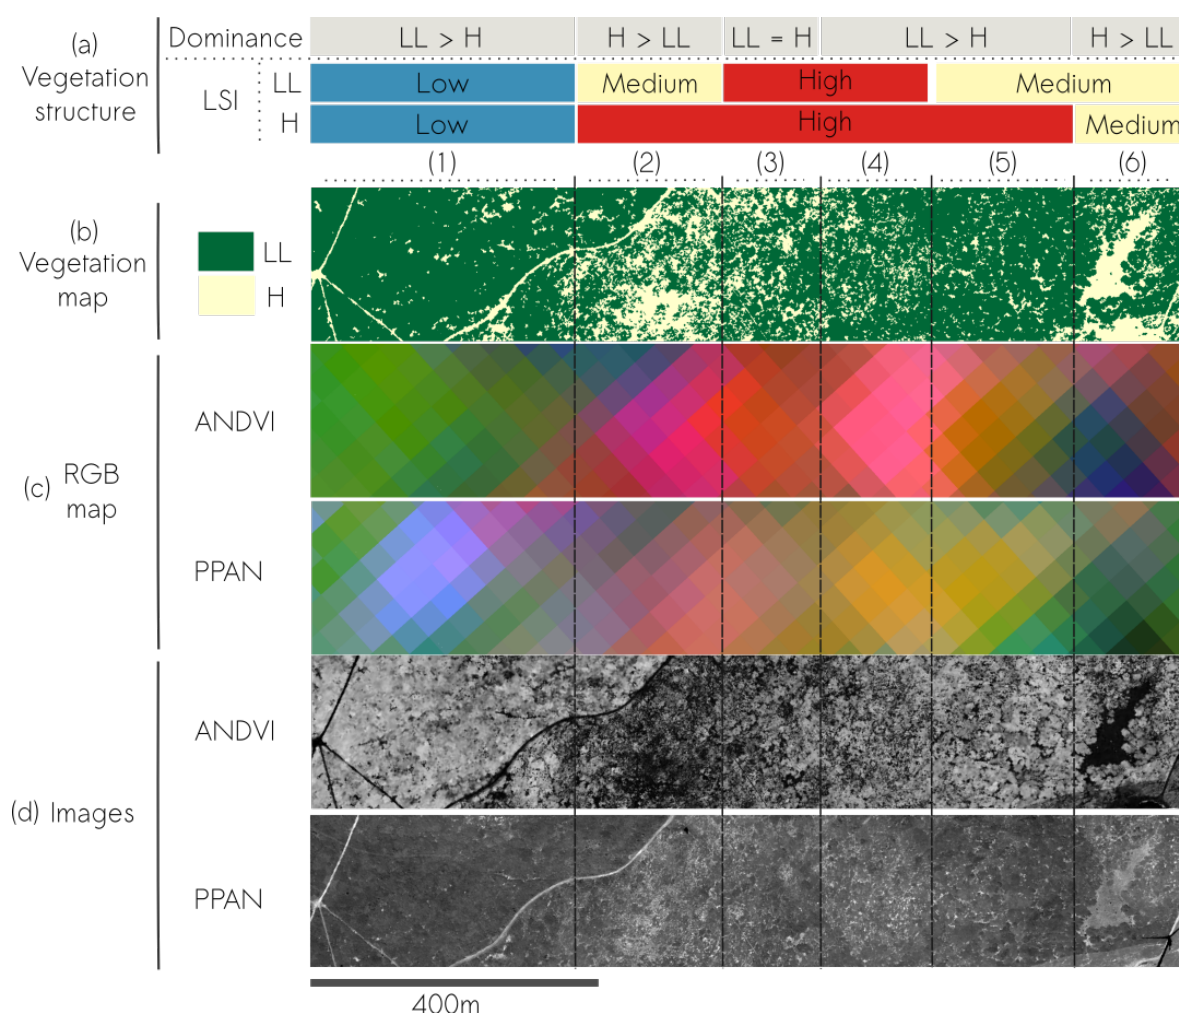 (a)
Vegetation
structure
Dominance
LL > H
H > LL
LL = H
LL > H
H > LL
LSI
LL
Low
Medium
High
Medium
H
Low
High
Medium
(1)
(2)
(3)
(4)
(5)
(6)
(b)
Vegetation
map
LL
H
(c)
RGB
map
ANDVI
PPAN
(d) Images
ANDVI
PPAN
400m